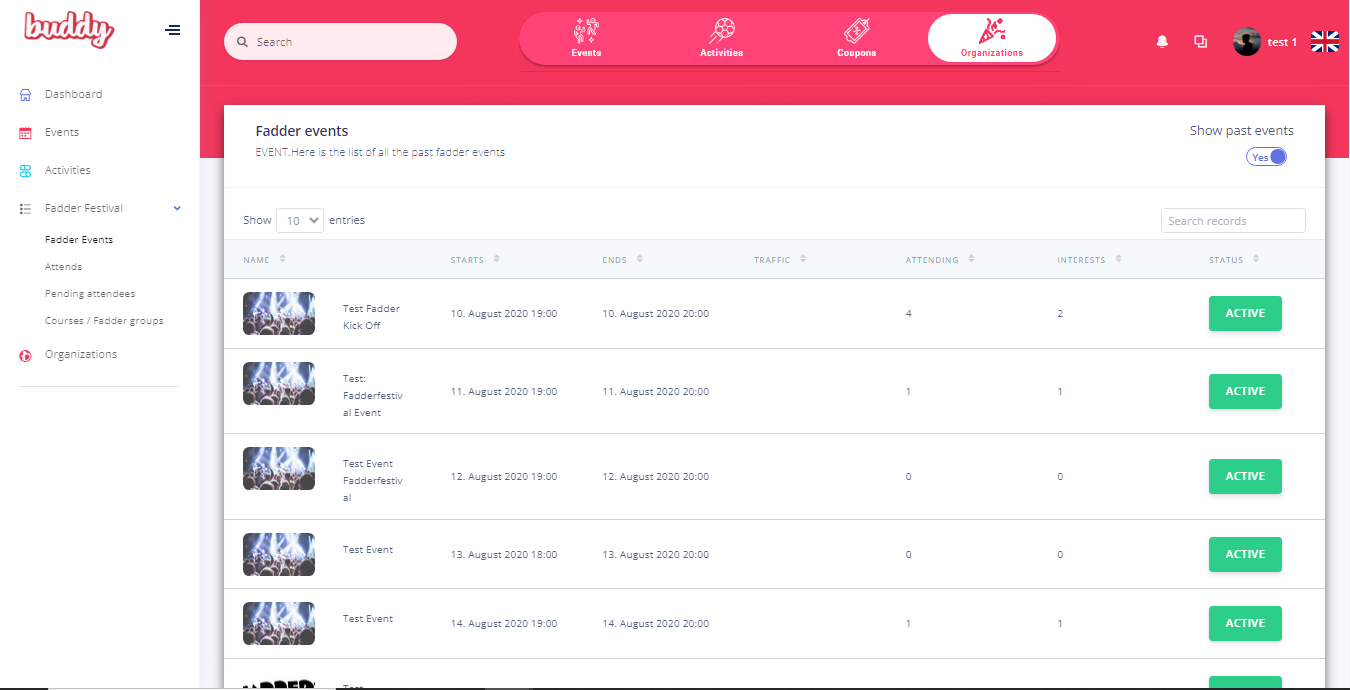 buddy
Search
Events
Activities
Coupons
Organizations
test 1
Dashboard
Events
Activities
Fadder Festival
Fadder Events
Attends
Pending attendees
Courses / Fadder groups
Organizations
Fadder events
EVENT.Here is the list of all the past fadder events
Show past events
Yes
Show 10 entries
Search records
NAME STARTS ENDS TRAFFIC ATTENDING INTERESTS STATUS
Test Fadder
Kick Off
10. August 2020 19:00 10. August 2020 20:00 4 2 ACTIVE
Test:
Fadderfestiv
al Event
11. August 2020 19:00 11. August 2020 20:00 1 1 ACTIVE
Test Event
Fadderfestiv
al
12. August 2020 19:00 12. August 2020 20:00 0 0 ACTIVE
Test Event
13. August 2020 18:00 13. August 2020 20:00 0 0 ACTIVE
Test Event
14. August 2020 19:00 14. August 2020 20:00 1 1 ACTIVE